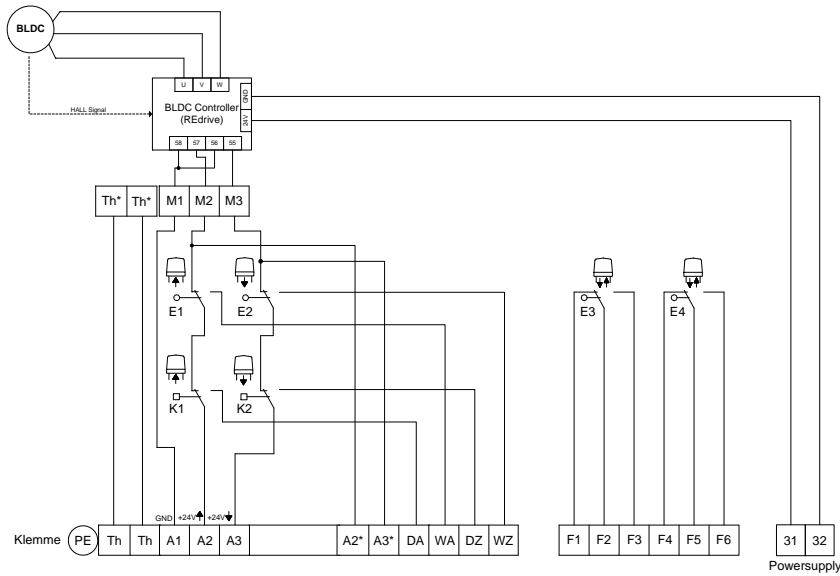 BLDC
U V W
HALL Signal
BLDC Controller
(REdrive)
GND
24V
58 57 56 55
Th* Th* M1 M2 M3
E1 E2 E3 E4
K1 K2
GND +24V +24V
Klemme PE Th Th A1 A2 A3 A2* A3* DA WA DZ WZ F1 F2 F3 F4 F5 F6 31 32
Powersupply